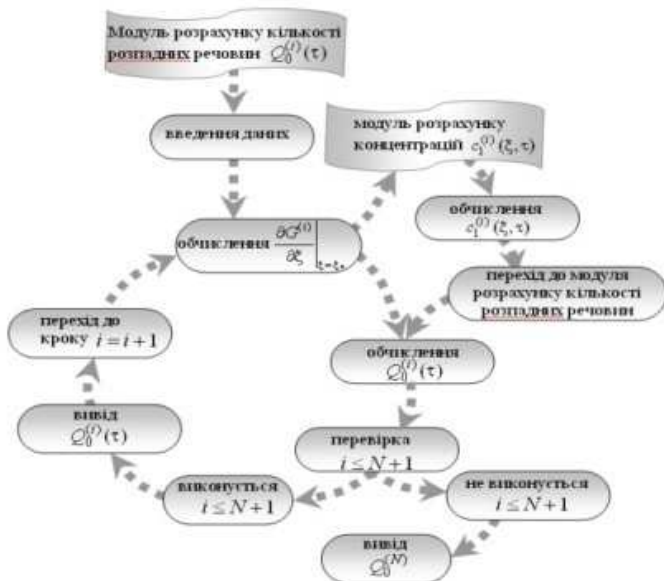 Модуль розрахунку кількості
розпадних речовин Q₀⁽ⁱ⁾(τ)
введення даних
модуль розрахунку
концентрацій c₁⁽ⁱ⁾(ξ,τ)
обчислення
c₁⁽ⁱ⁾(ξ,τ)
обчислення ∂G⁽ⁱ⁾/∂ξ|ξ=ξ*
перехід до модуля
розрахунку кількості
розпадних речовин
перехід до
кроку i = i+1
обчислення
Q₀⁽ⁱ⁾(τ)
вивід
Q₀⁽ⁱ⁾(τ)
перевірка
i ≤ N+1
виконується
i ≤ N+1
не виконується
i ≤ N+1
вивід
Q₀⁽ᴺ⁾